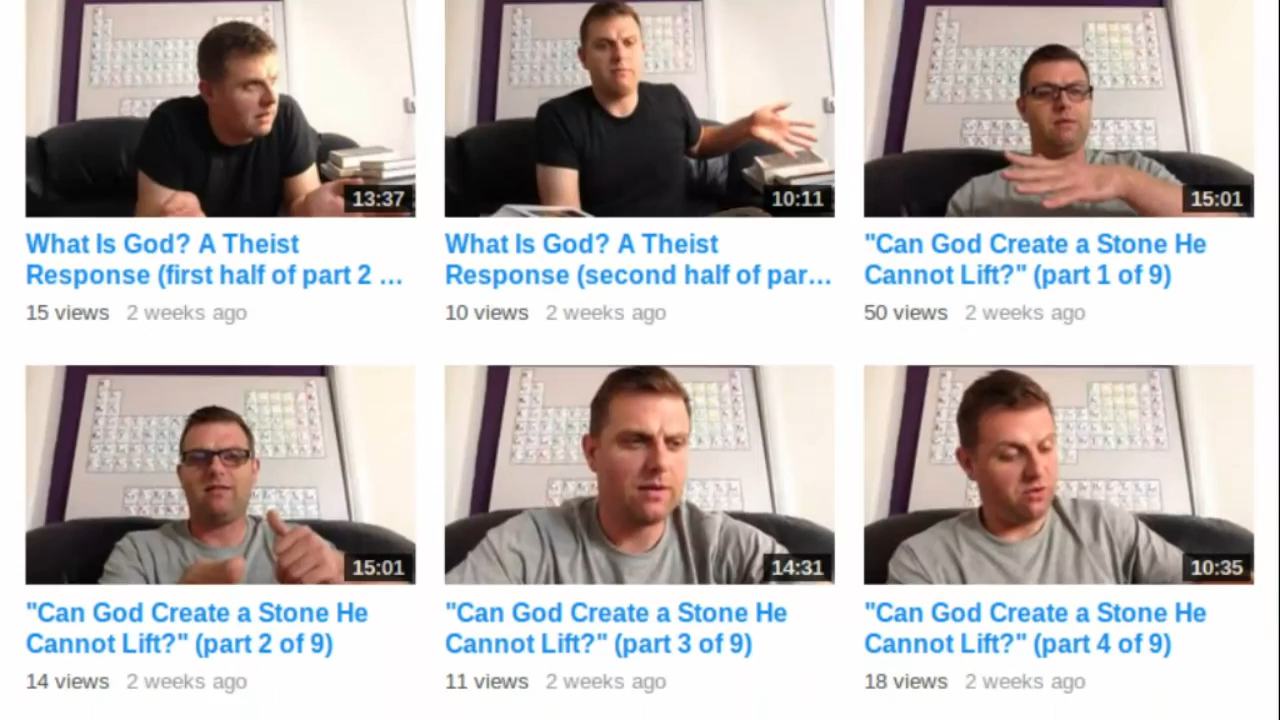 13:37
10:11
15:01
What Is God? A Theist
Response (first half of part 2 ...
15 views 2 weeks ago
What Is God? A Theist
Response (second half of par...
10 views 2 weeks ago
"Can God Create a Stone He
Cannot Lift?" (part 1 of 9)
50 views 2 weeks ago
15:01
14:31
10:35
"Can God Create a Stone He
Cannot Lift?" (part 2 of 9)
14 views 2 weeks ago
"Can God Create a Stone He
Cannot Lift?" (part 3 of 9)
11 views 2 weeks ago
"Can God Create a Stone He
Cannot Lift?" (part 4 of 9)
18 views 2 weeks ago